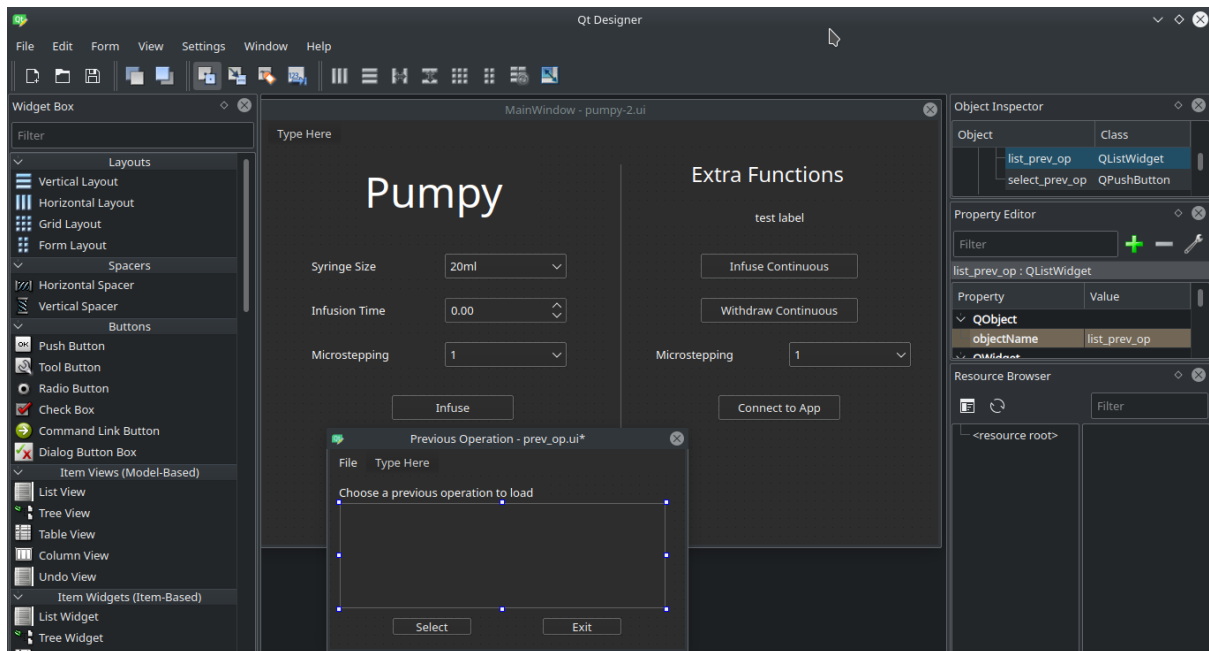 Qt Designer
File Edit Form View Settings Window Help
Widget Box
Filter
Layouts
Vertical Layout
Horizontal Layout
Grid Layout
Form Layout
Spacers
Horizontal Spacer
Vertical Spacer
Buttons
Push Button
Tool Button
Radio Button
Check Box
Command Link Button
Dialog Button Box
Item Views (Model-Based)
List View
Tree View
Table View
Column View
Undo View
Item Widgets (Item-Based)
List Widget
Tree Widget
MainWindow - pumpy-2.ui
Type Here
Pumpy
Syringe Size 20ml
Infusion Time 0.00
Microstepping 1
Infuse
Extra Functions
test label
Infuse Continuous
Withdraw Continuous
Microstepping 1
Connect to App
Previous Operation - prev_op.ui*
File Type Here
Choose a previous operation to load
Select Exit
Object Inspector
Object Class
list_prev_op QListWidget
select_prev_op QPushButton
Property Editor
Filter
list_prev_op : QListWidget
Property Value
QObject
objectName list_prev_op
QWidget
Resource Browser
Filter
<resource root>